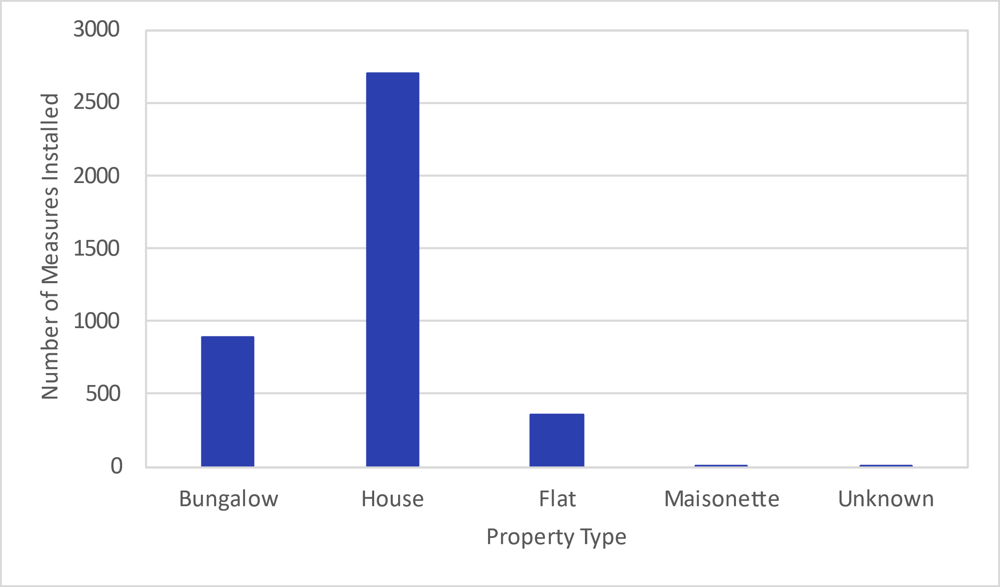 Number of Measures Installed
3000
2500
2000
1500
1000
500
0
Bungalow House Flat Maisonette Unknown
Property Type